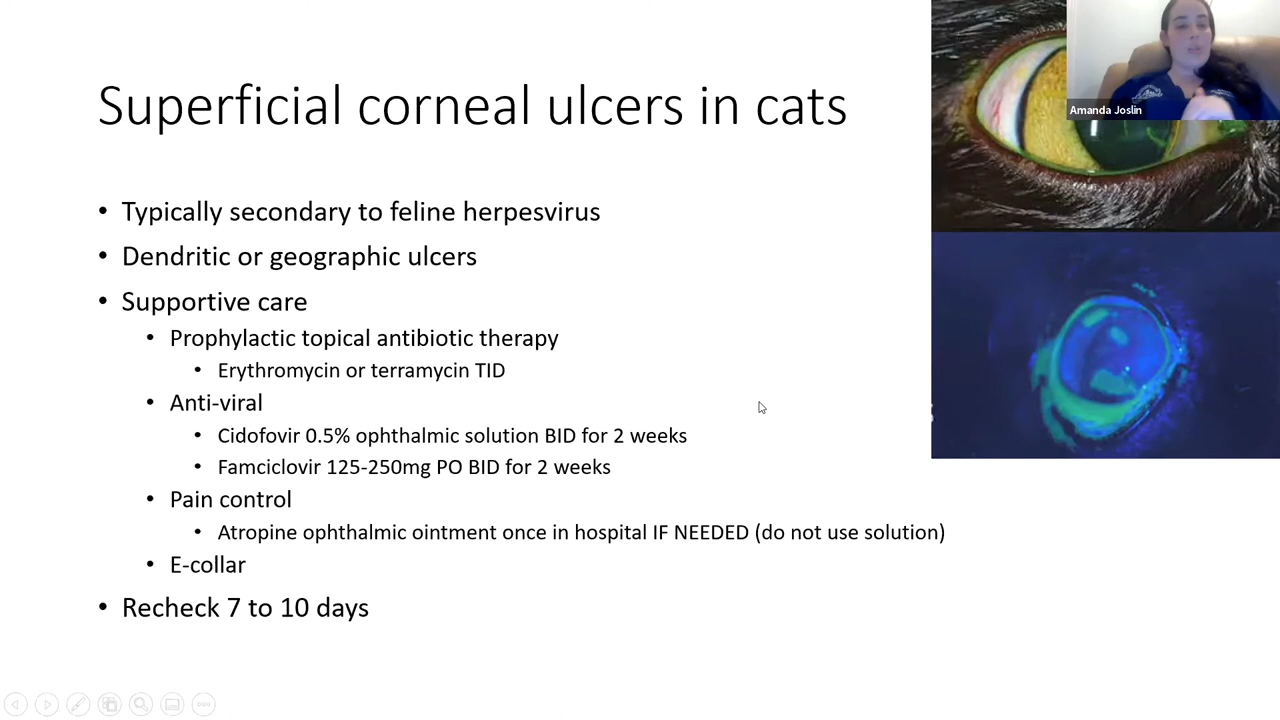 Superficial corneal ulcers in cats
Amanda Joslin
• Typically secondary to feline herpesvirus
• Dendritic or geographic ulcers
• Supportive care
• Prophylactic topical antibiotic therapy
• Erythromycin or terramycin TID
• Anti-viral
• Cidofovir 0.5% ophthalmic solution BID for 2 weeks
• Famciclovir 125-250mg PO BID for 2 weeks
• Pain control
• Atropine ophthalmic ointment once in hospital IF NEEDED (do not use solution)
• E-collar
• Recheck 7 to 10 days